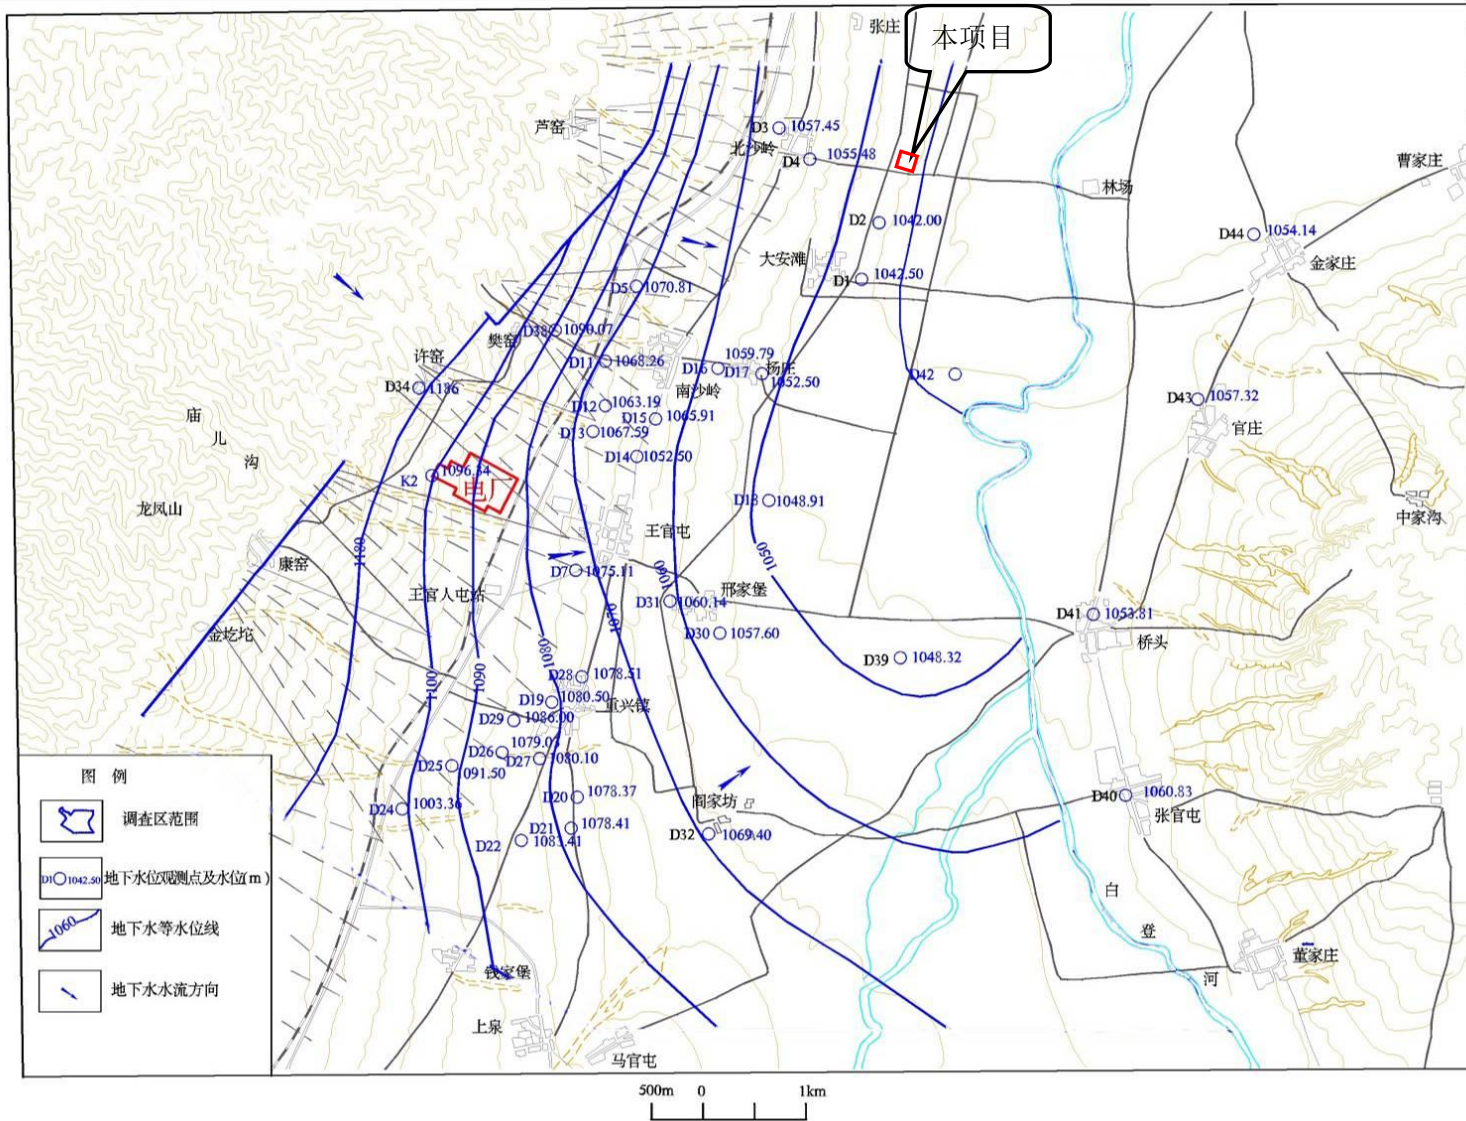 张庄
本项目
芦窑
D3 1057.45
北沙岭
D4 1055.48
曹家庄
林场
D2 1042.00
D44 1054.14
大安滩
金家庄
D1 1042.50
D5 1070.81
D38 1090.07
樊窑
许窑
D11 1068.26
1059.79
D16 D17 杨庄
1052.50
D42
D34 1186
南沙岭
D12 1063.19
D15 1065.91
D43 1057.32
庙
儿
沟
D13 1067.59
官庄
D14 1052.50
K2 1096.34
电厂
龙凤山
D18 1048.91
中家沟
王官屯
1180
康窑
D7 1075.11
1050
1060
邢家堡
王官人屯站
D31 1060.14
1070
D41 1053.81
金圪坨
D30 1057.60
桥头
1080
D39 1048.32
1100
1090
D28 1078.51
D19 1080.50
重兴镇
D29 1086.00
1079.03
D26
D27 1080.10
D25 1091.50
图 例
D20 1078.37
D40 1060.83
阎家坊
张官屯
D24 1003.36
调查区范围
D21 1078.41
D32 1069.40
D22 1083.41
D1 1042.50 地下水位观测点及水位(m)
白
登
河
1060 地下水等水位线
董家庄
钱家堡
地下水水流方向
上泉
马官屯
500m 0 1km